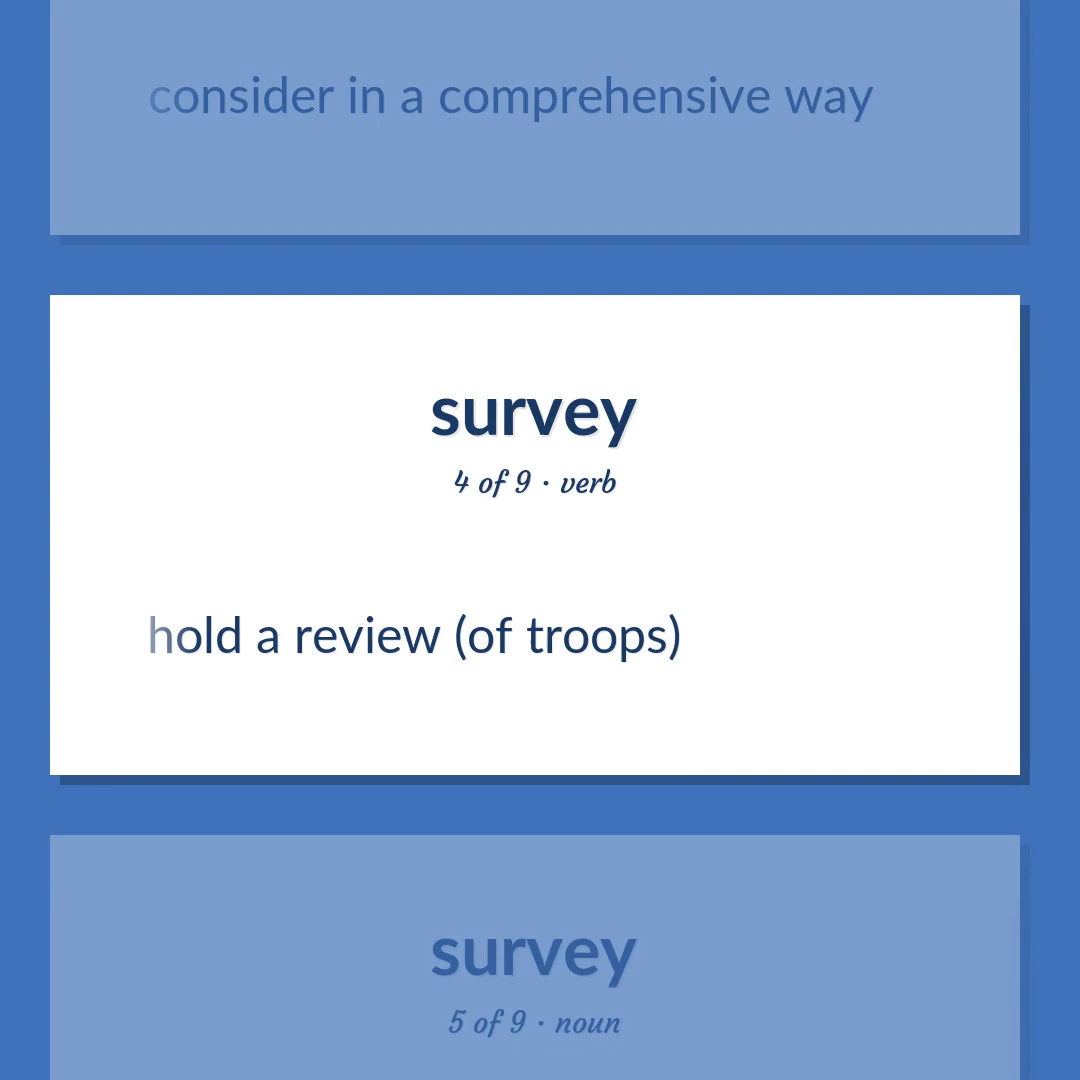 consider in a comprehensive way
survey
4 of 9 · verb
hold a review (of troops)
survey
5 of 9 · noun